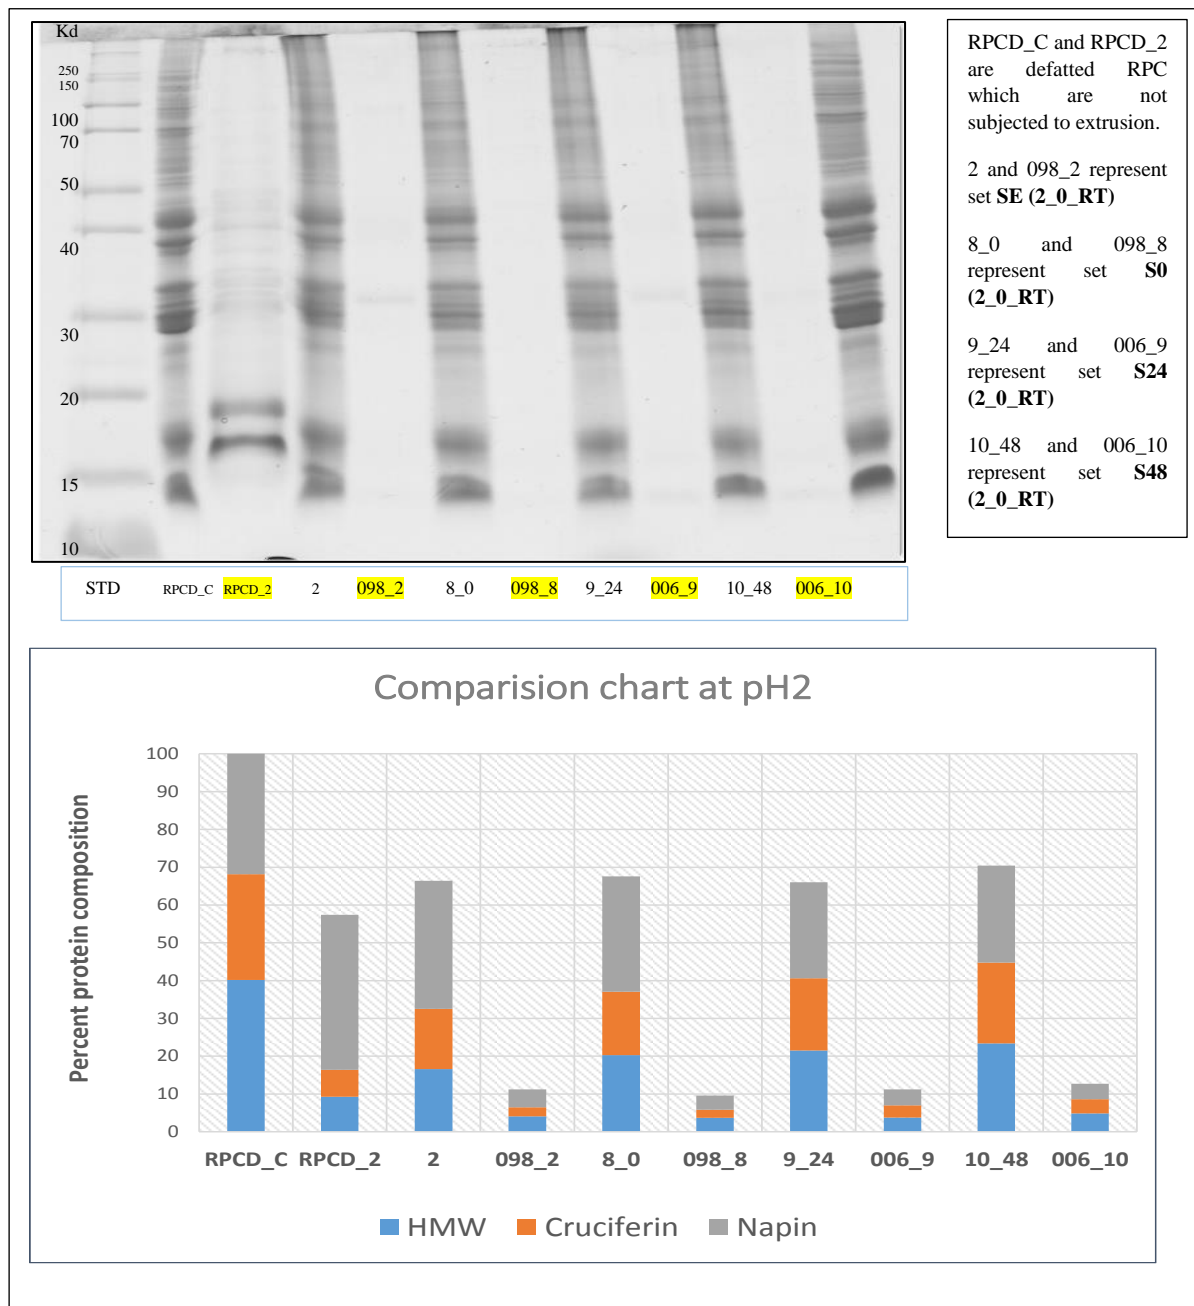 Kd
250
150
100
70
50
40
30
20
15
10
RPCD_C and RPCD_2
are defatted RPC
which are not
subjected to extrusion.
2 and 098_2 represent
set SE (2_0_RT)
8_0 and 098_8
represent set S0
(2_0_RT)
9_24 and 006_9
represent set S24
(2_0_RT)
10_48 and 006_10
represent set S48
(2_0_RT)
STD RPCD_C RPCD_2 2 098_2 8_0 098_8 9_24 006_9 10_48 006_10
Comparision chart at pH2
Percent protein composition
100
90
80
70
60
50
40
30
20
10
0
RPCD_C RPCD_2 2 098_2 8_0 098_8 9_24 006_9 10_48 006_10
HMW Cruciferin Napin